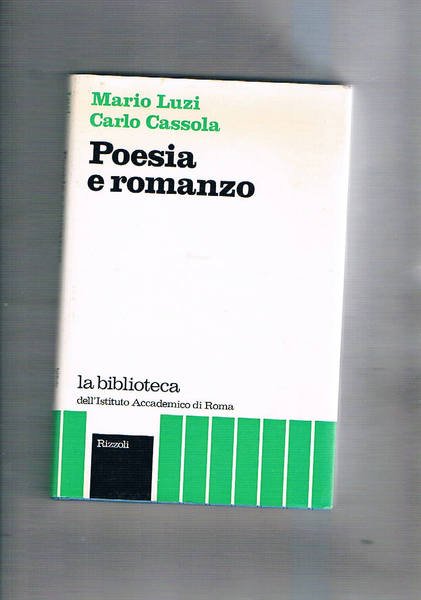 Mario Luzi
Carlo Cassola
Poesia
e romanzo
la biblioteca
dell'Istituto Accademico di Roma
Rizzoli